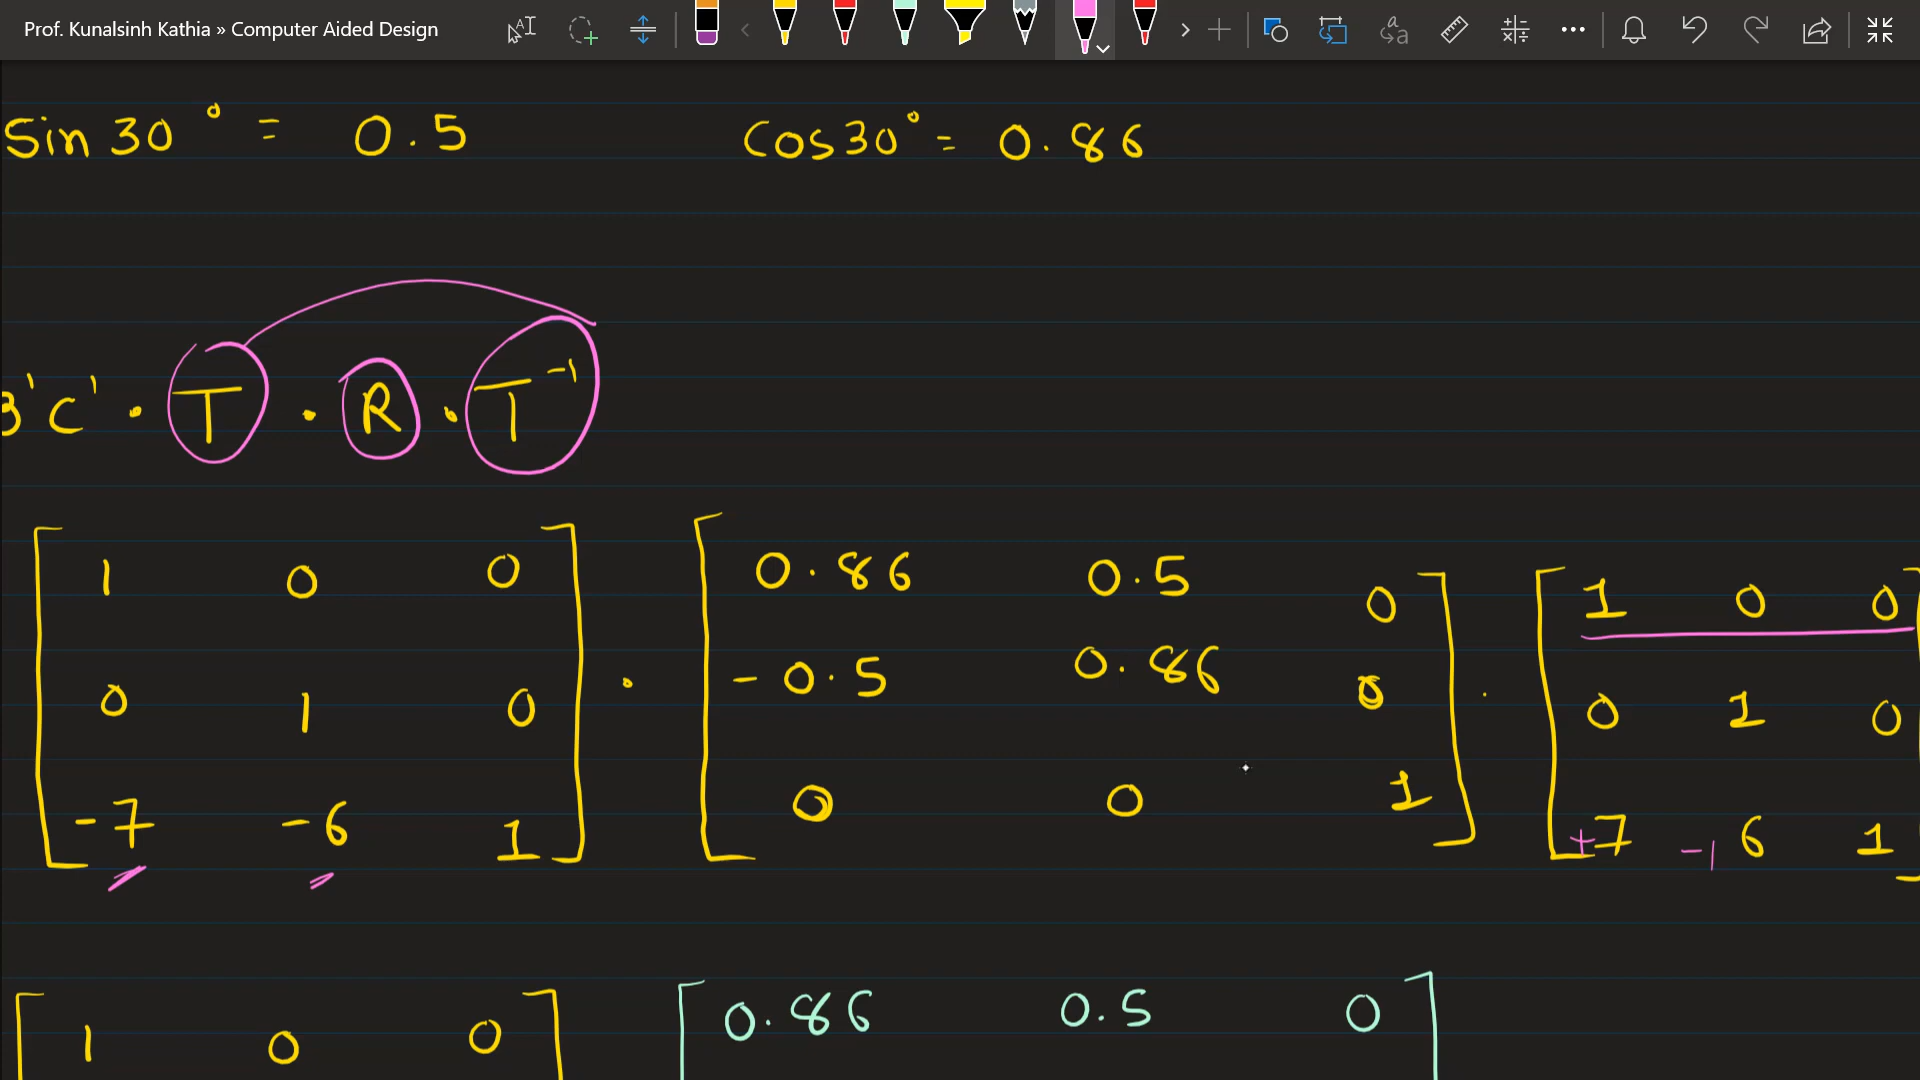 Prof. Kunalsinh Kathia » Computer Aided Design
Sin 30° = 0.5 Cos 30° = 0.86
B'C' · T · R · T⁻¹
1 0 0
0 1 0
-7 -6 1
·
0.86 0.5 0
-0.5 0.86 0
0 0 1
·
1 0 0
0 1 0
+7 6 1
1 0 0
0.86 0.5 0